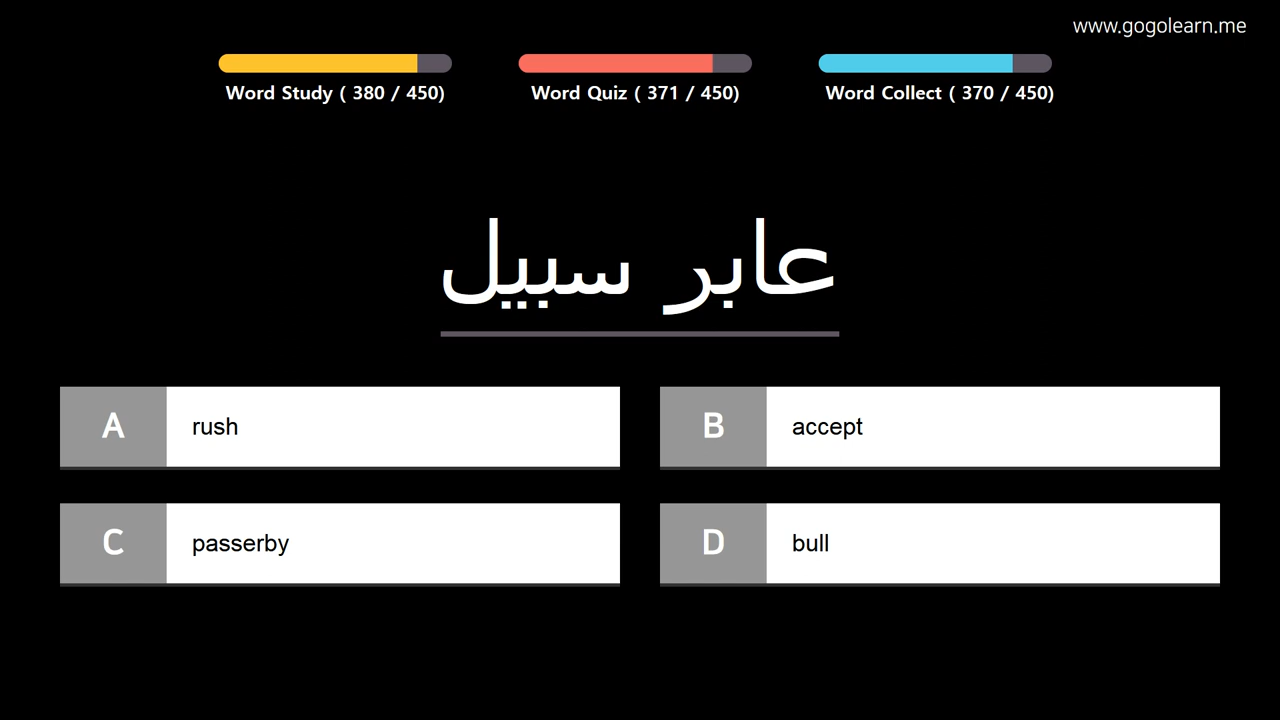 www.gogolearn.me
Word Study ( 380 / 450)
Word Quiz ( 371 / 450)
Word Collect ( 370 / 450)
عابر سبيل
A rush
B accept
C passerby
D bull